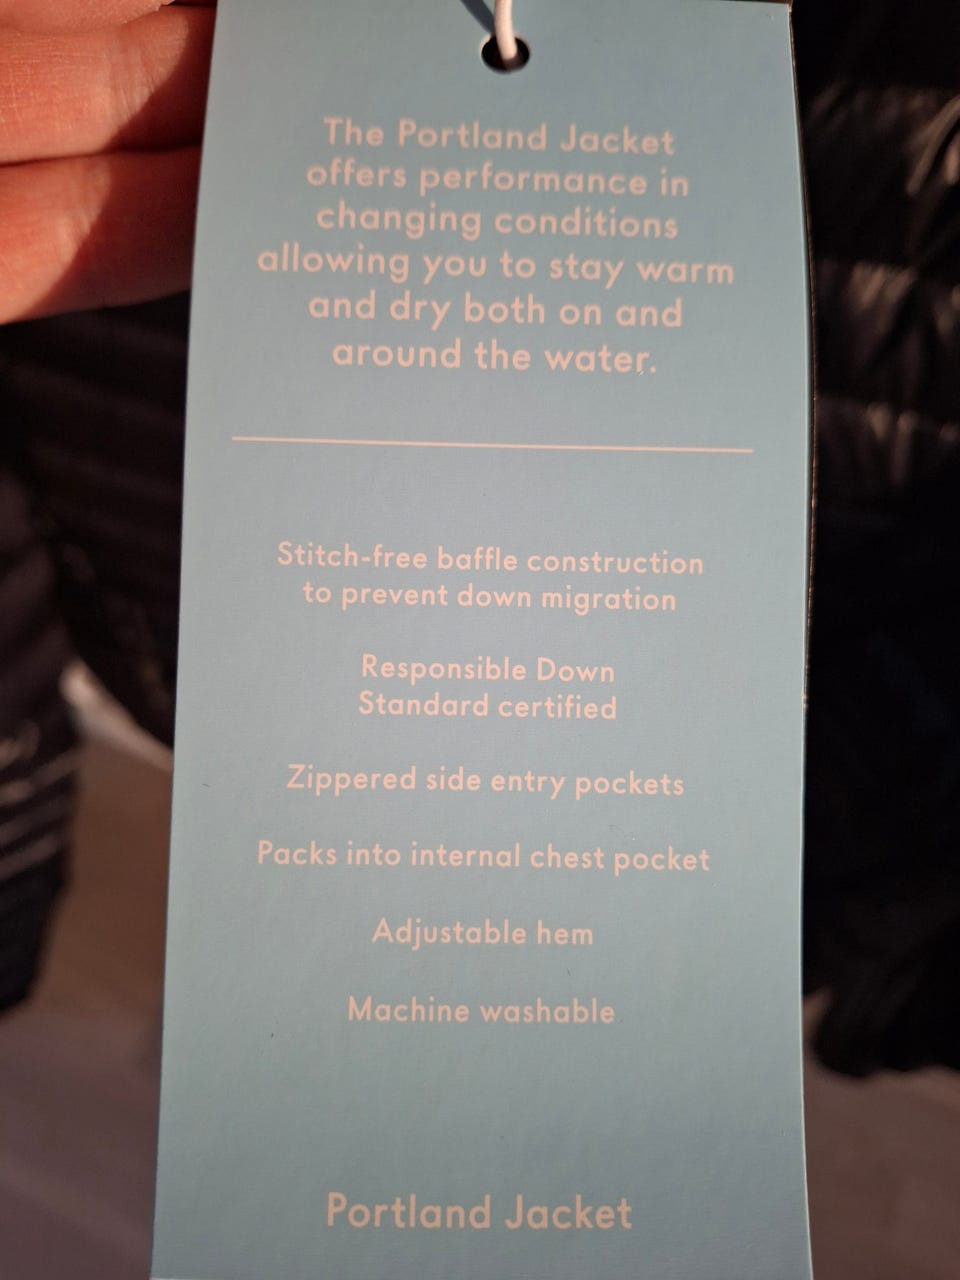 The Portland Jacket
offers performance in
changing conditions
allowing you to stay warm
and dry both on and
around the water.
Stitch-free baffle construction
to prevent down migration
Responsible Down
Standard certified
Zippered side entry pockets
Packs into internal chest pocket
Adjustable hem
Machine washable
Portland Jacket